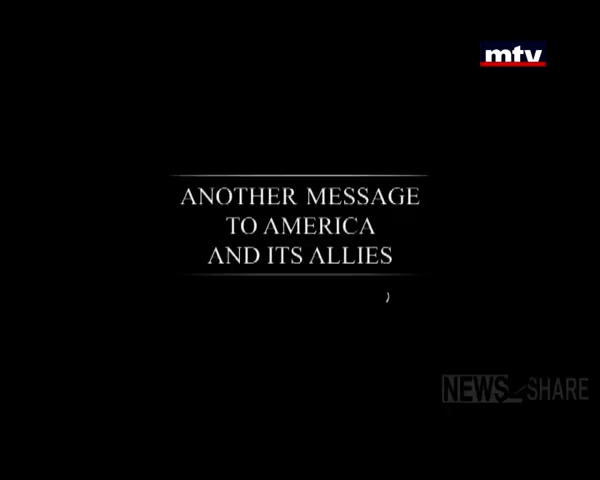 mtv
ANOTHER MESSAGE
TO AMERICA
AND ITS ALLIES
NEWS SHARE